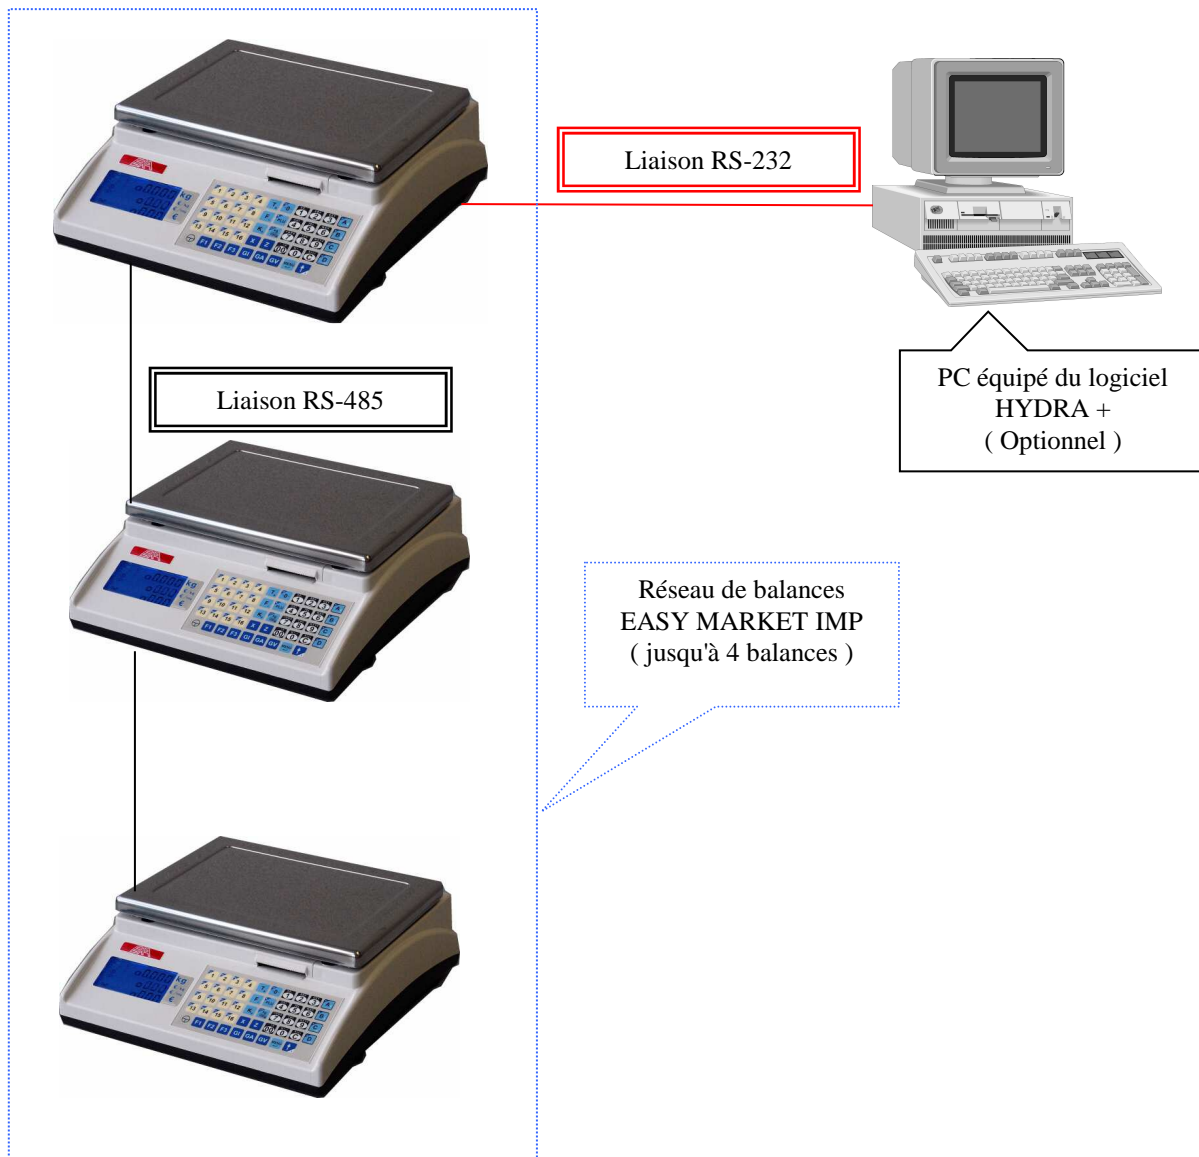 Liaison RS-232
Liaison RS-485
PC équipé du logiciel
HYDRA +
( Optionnel )
Réseau de balances
EASY MARKET IMP
( jusqu'à 4 balances )